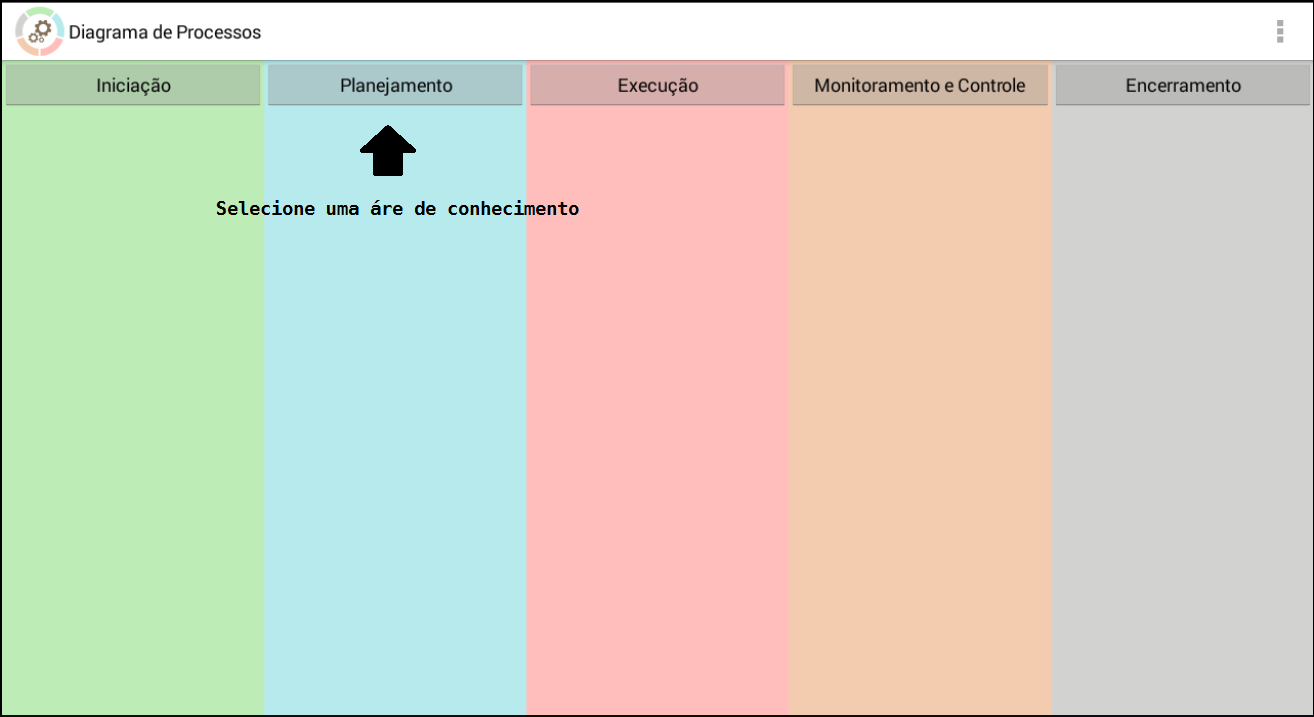 Diagrama de Processos
Iniciação Planejamento Execução Monitoramento e Controle Encerramento
Selecione uma áre de conhecimento